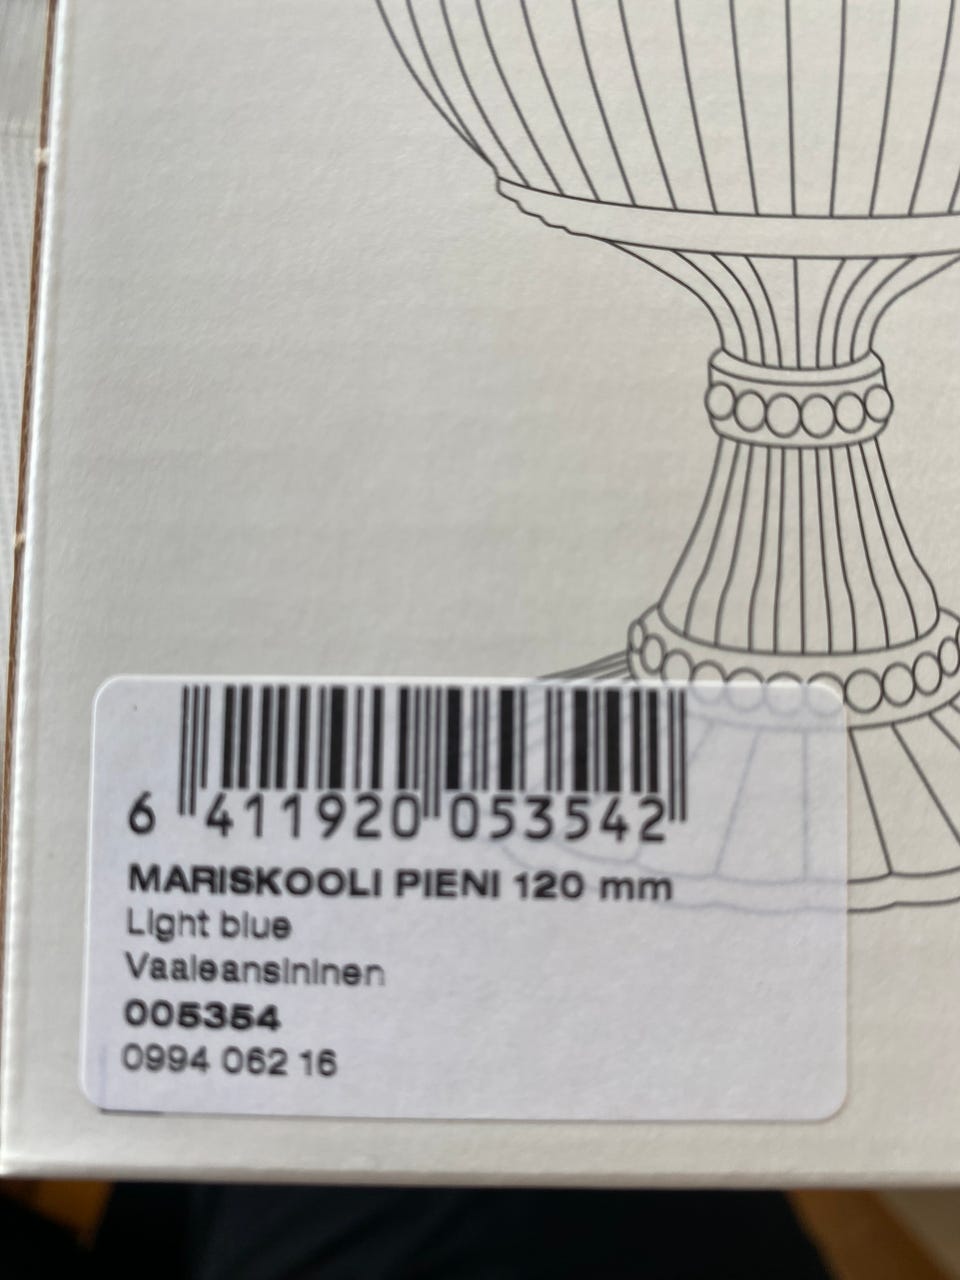 6 411920 053542
MARISKOOLI PIENI 120 mm
Light blue
Vaaleansininen
005354
0994 062 16